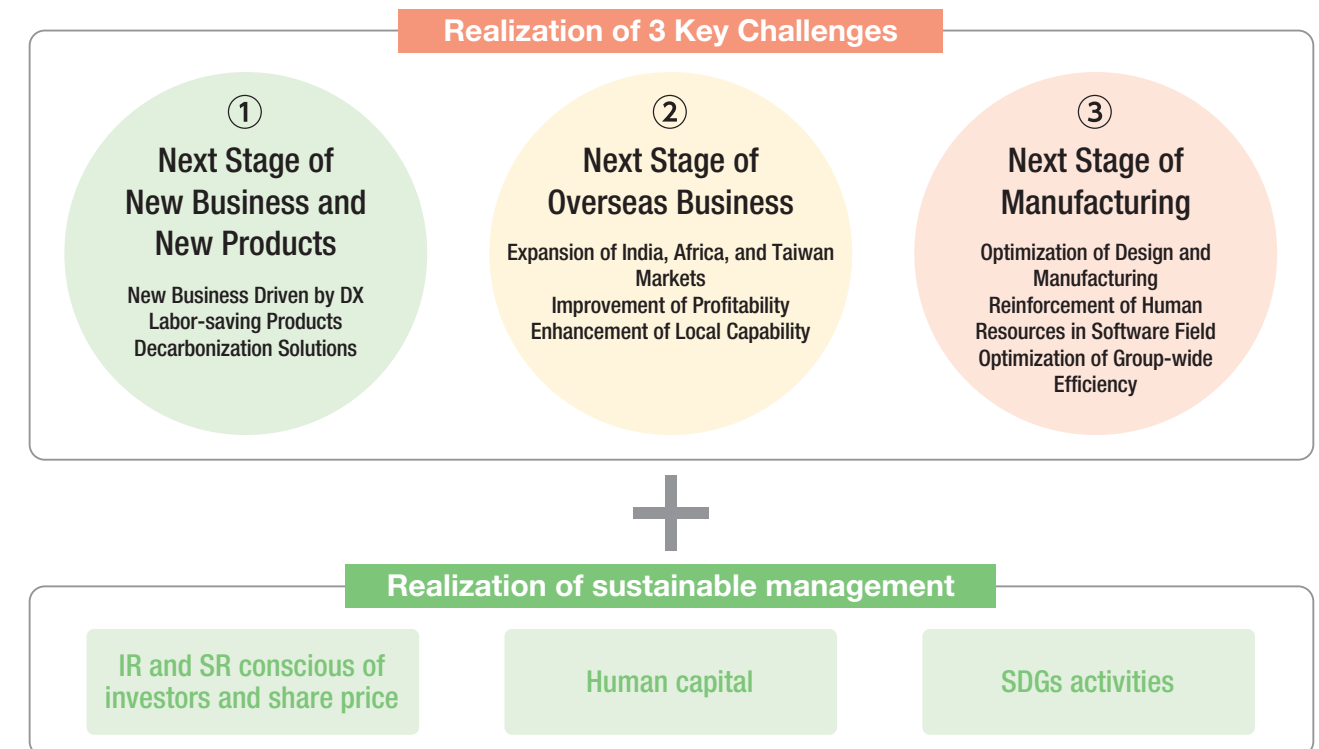 Realization of 3 Key Challenges
①
Next Stage of
New Business and
New Products
New Business Driven by DX
Labor-saving Products
Decarbonization Solutions
②
Next Stage of
Overseas Business
Expansion of India, Africa, and Taiwan
Markets
Improvement of Profitability
Enhancement of Local Capability
③
Next Stage of
Manufacturing
Optimization of Design and
Manufacturing
Reinforcement of Human
Resources in Software Field
Optimization of Group-wide
Efficiency
+
Realization of sustainable management
IR and SR conscious of
investors and share price
Human capital
SDGs activities